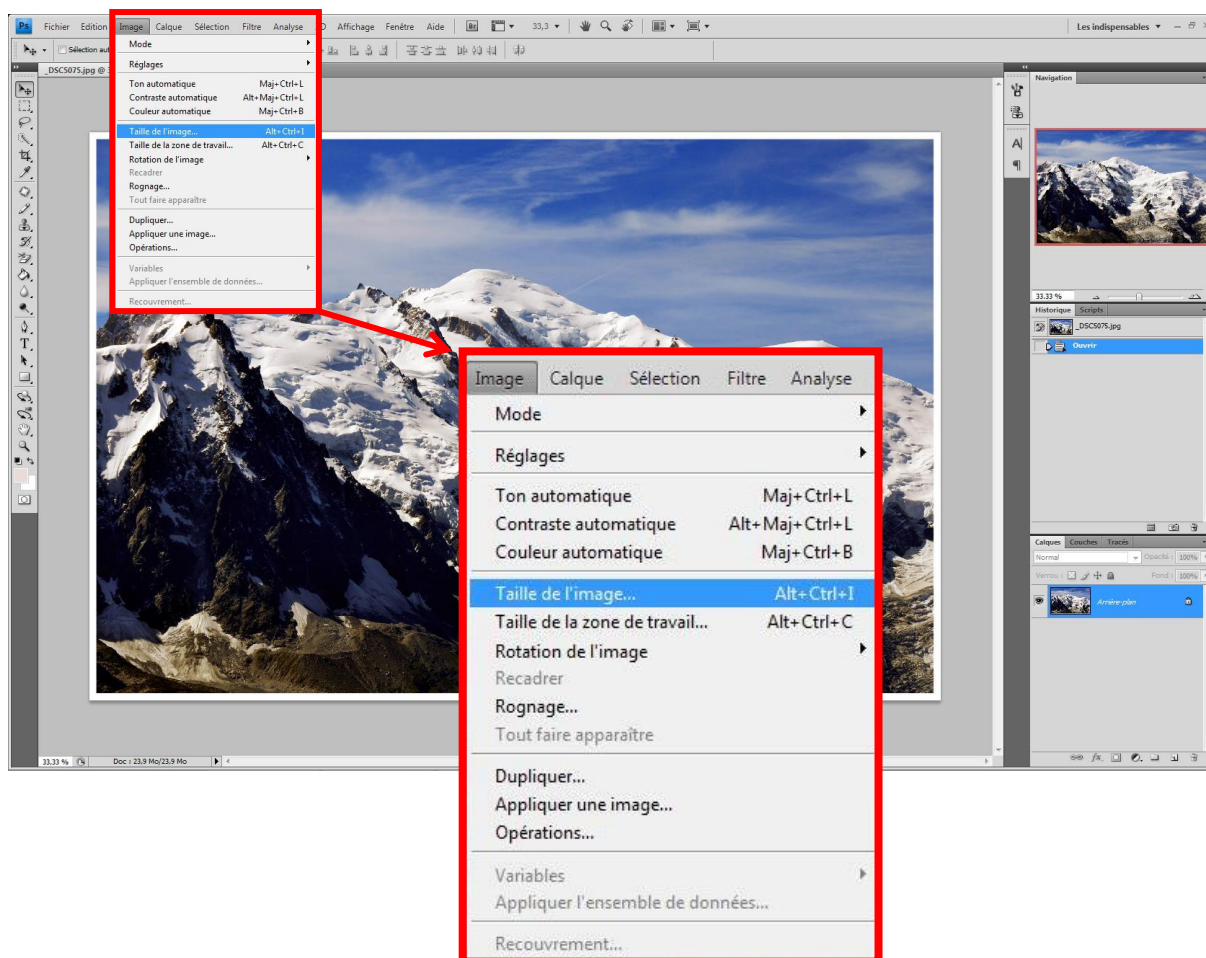 Ps Fichier Edition Image Calque Sélection Filtre Analyse 3D Affichage Fenêtre Aide Br 33,3 Les indispensables
Sélection aut
_DSC5075.jpg @ 3
Mode
Réglages
Ton automatique Maj+Ctrl+L
Contraste automatique Alt+Maj+Ctrl+L
Couleur automatique Maj+Ctrl+B
Taille de l'image... Alt+Ctrl+I
Taille de la zone de travail... Alt+Ctrl+C
Rotation de l'image
Recadrer
Rognage...
Tout faire apparaître
Dupliquer...
Appliquer une image...
Opérations...
Variables
Appliquer l'ensemble de données...
Recouvrement...
Image Calque Sélection Filtre Analyse
Mode
Réglages
Ton automatique Maj+Ctrl+L
Contraste automatique Alt+Maj+Ctrl+L
Couleur automatique Maj+Ctrl+B
Taille de l'image... Alt+Ctrl+I
Taille de la zone de travail... Alt+Ctrl+C
Rotation de l'image
Recadrer
Rognage...
Tout faire apparaître
Dupliquer...
Appliquer une image...
Opérations...
Variables
Appliquer l'ensemble de données...
Recouvrement...
Navigation
33.33 %
Historique Scripts
_DSC5075.jpg
Ouvrir
Calques Couches Tracés
Normal Opacité : 100%
Verrou : Fond : 100%
Arrière-plan
fx
33,33 % Doc : 23,9 Mo/23,9 Mo